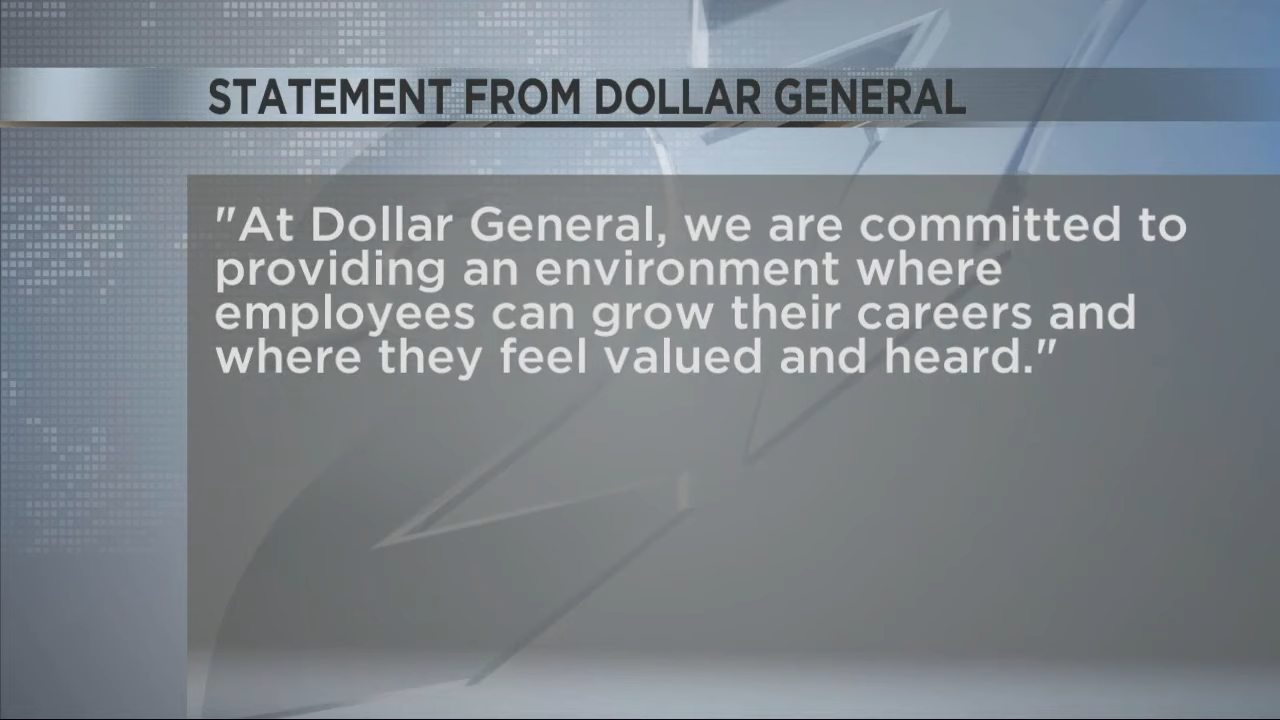 STATEMENT FROM DOLLAR GENERAL
"At Dollar General, we are committed to
providing an environment where
employees can grow their careers and
where they feel valued and heard."